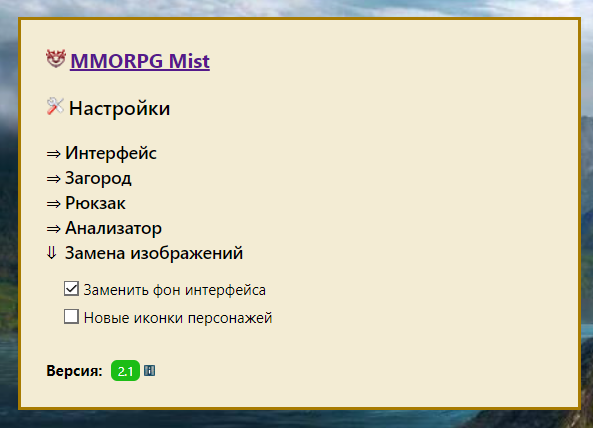 MMORPG Mist
Настройки
⇒ Интерфейс
⇒ Загород
⇒ Рюкзак
⇒ Анализатор
⇓ Замена изображений
Заменить фон интерфейса
Новые иконки персонажей
Версия: 2.1